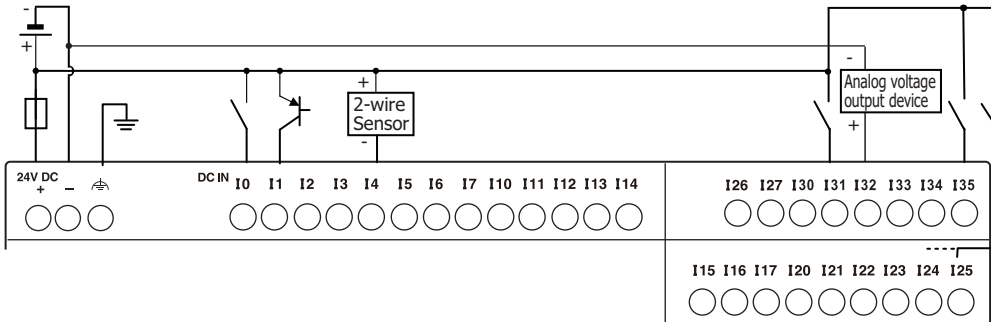 -
+
+
2-wire
Sensor
-
-
Analog voltage
output device
+
24V DC
+ −
DC IN I0 I1 I2 I3 I4 I5 I6 I7 I10 I11 I12 I13 I14
I26 I27 I30 I31 I32 I33 I34 I35
I15 I16 I17 I20 I21 I22 I23 I24 I25